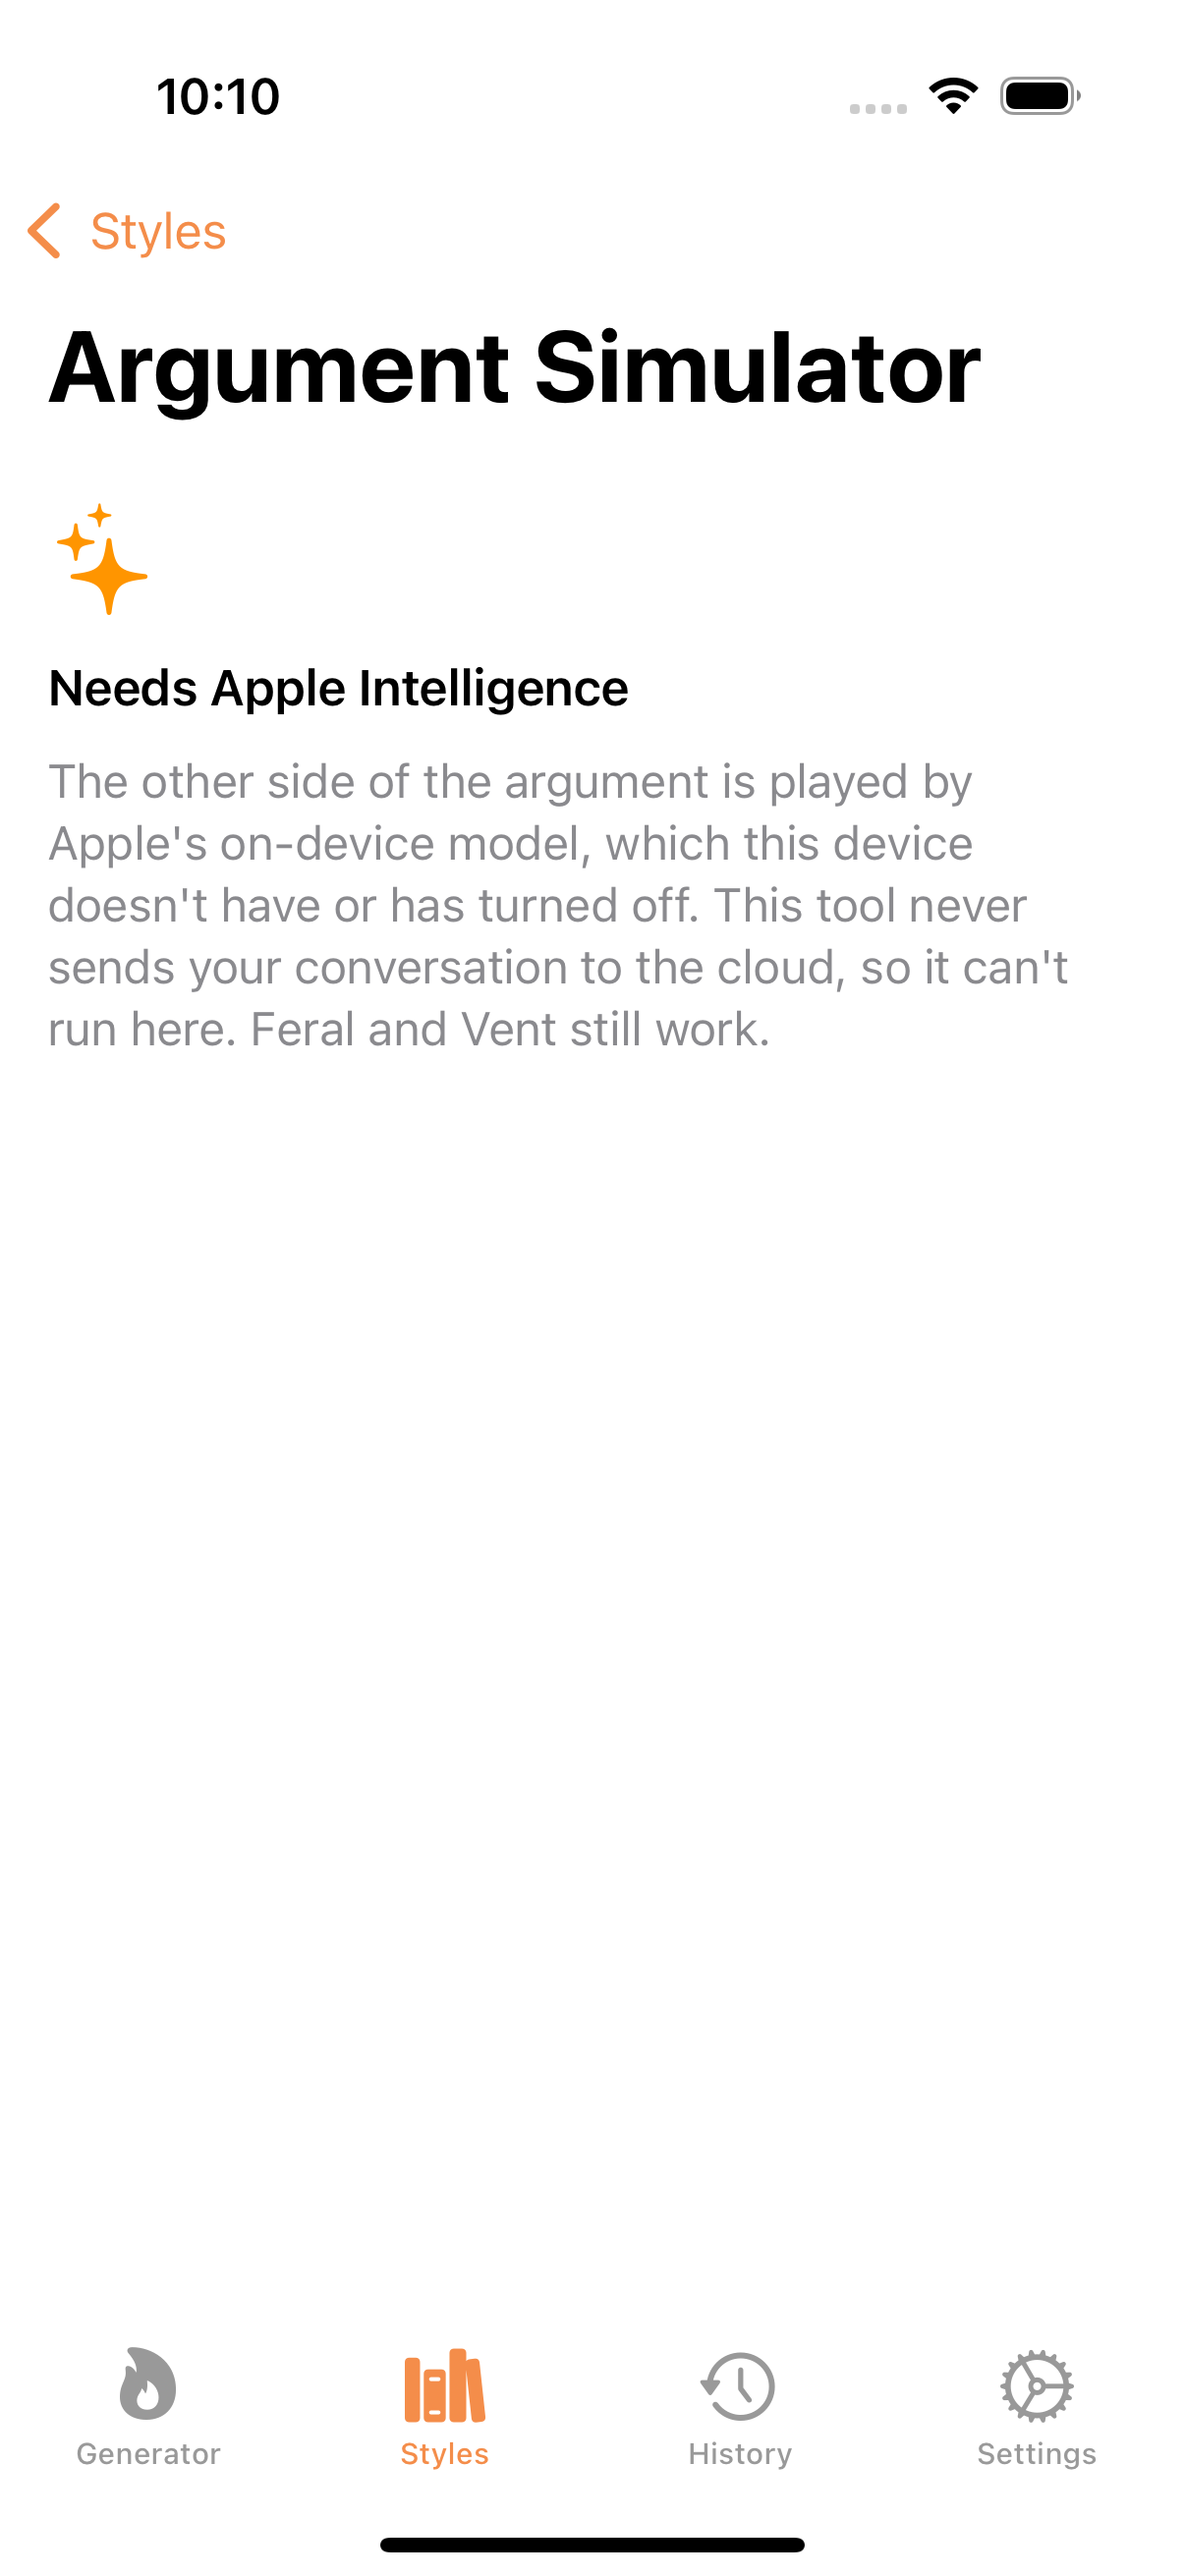 10:10
Styles
Argument Simulator
Needs Apple Intelligence
The other side of the argument is played by
Apple's on-device model, which this device
doesn't have or has turned off. This tool never
sends your conversation to the cloud, so it can't
run here. Feral and Vent still work.
Generator
Styles
History
Settings